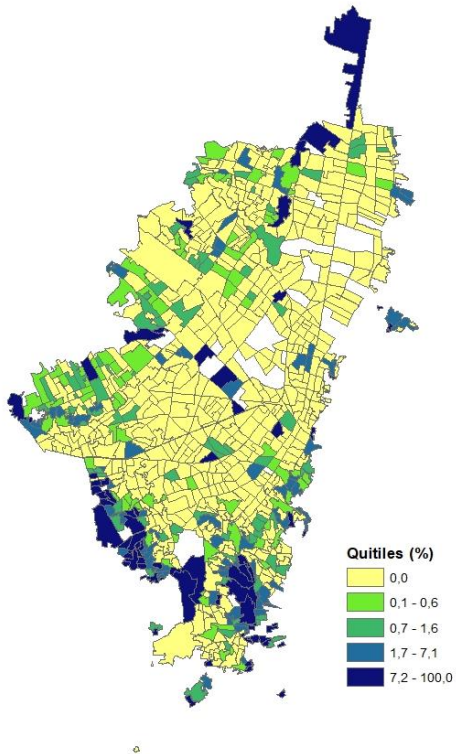 Quitiles (%)
0,0
0,1 - 0,6
0,7 - 1,6
1,7 - 7,1
7,2 - 100,0